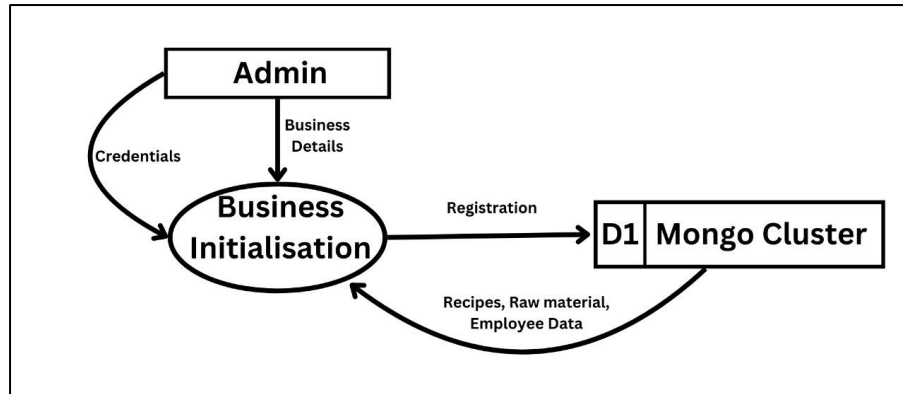 Admin
Business
Details
Credentials
Business
Initialisation
Registration
D1 Mongo Cluster
Recipes, Raw material,
Employee Data